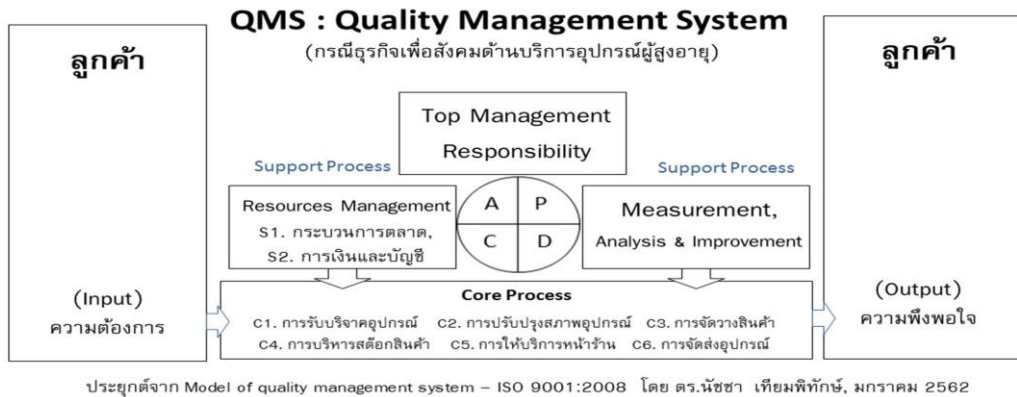 QMS : Quality Management System
(กรณีธุรกิจเพื่อสังคมด้านบริการอุปกรณ์ผู้สูงอายุ)
ลูกค้า
(Input)
ความต้องการ
Top Management
Responsibility
Support Process
Resources Management
S1. กระบวนการตลาด,
S2. การเงินและบัญชี
A P
C D
Support Process
Measurement,
Analysis & Improvement
Core Process
C1. การรับบริจาคอุปกรณ์ C2. การปรับปรุงสภาพอุปกรณ์ C3. การจัดวางสินค้า
C4. การบริหารสต๊อกสินค้า C5. การให้บริการหน้าร้าน C6. การจัดส่งอุปกรณ์
ลูกค้า
(Output)
ความพึงพอใจ
ประยุกต์จาก Model of quality management system – ISO 9001:2008 โดย ดร.นัชชา เทียมพิทักษ์, มกราคม 2562